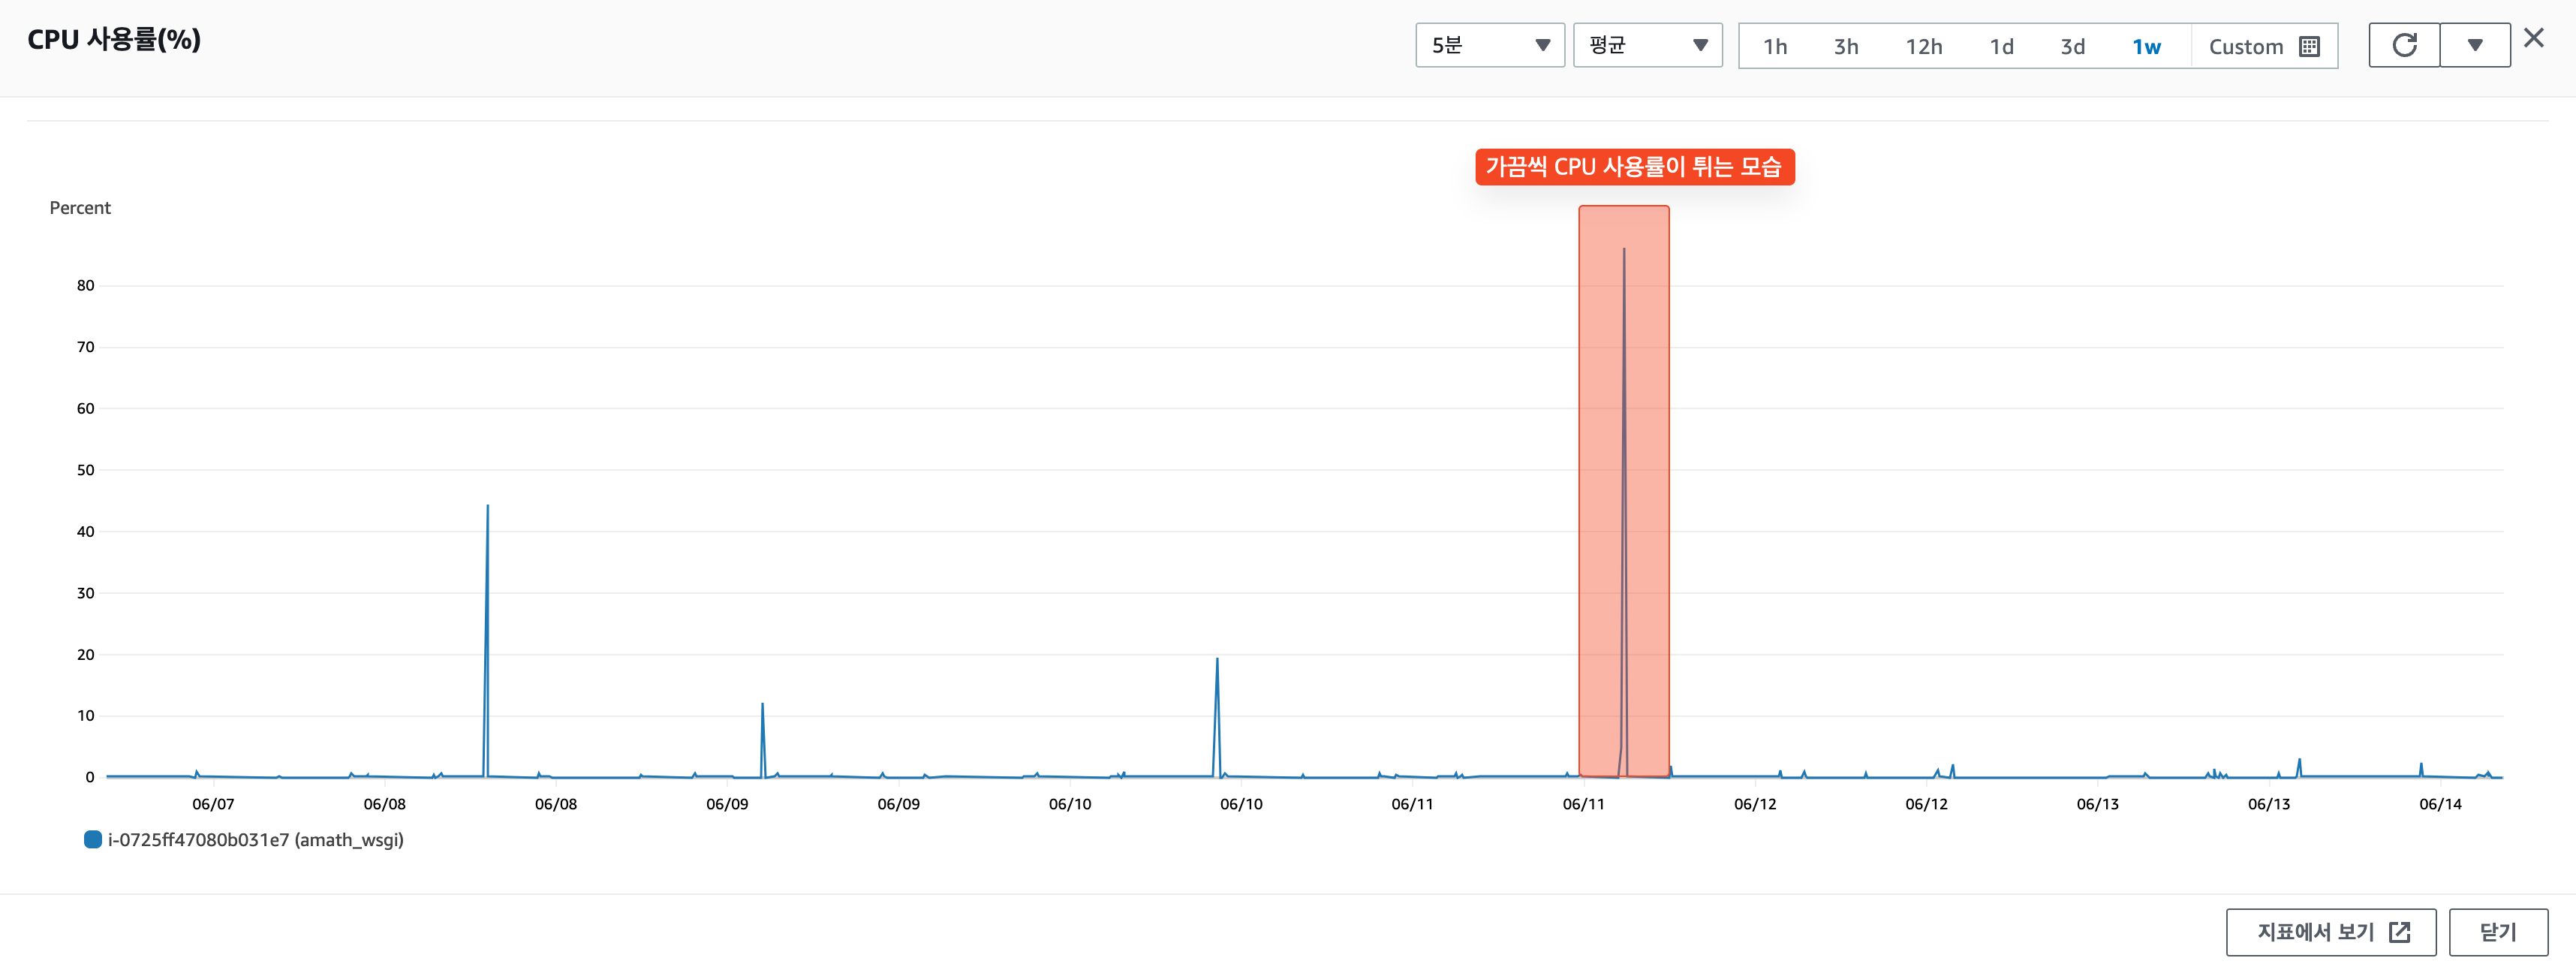 CPU 사용률(%)
5분
평균
1h 3h 12h 1d 3d 1w Custom
가끔씩 CPU 사용률이 튀는 모습
Percent
80
70
60
50
40
30
20
10
0
06/07 06/08 06/08 06/09 06/09 06/10 06/10 06/11 06/11 06/12 06/12 06/13 06/13 06/14
i-0725ff47080b031e7 (amath_wsgi)
지표에서 보기
닫기